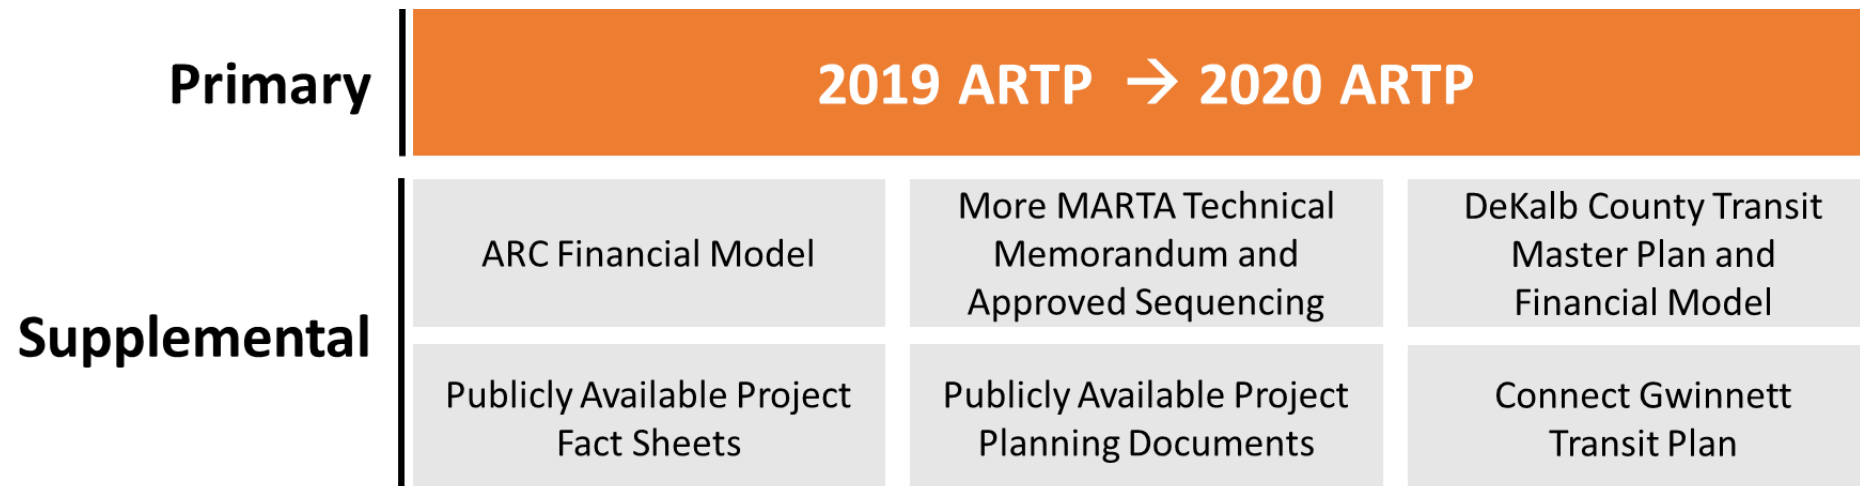 Primary
2019 ARTP → 2020 ARTP
Supplemental
ARC Financial Model
More MARTA Technical
Memorandum and
Approved Sequencing
DeKalb County Transit
Master Plan and
Financial Model
Publicly Available Project
Fact Sheets
Publicly Available Project
Planning Documents
Connect Gwinnett
Transit Plan